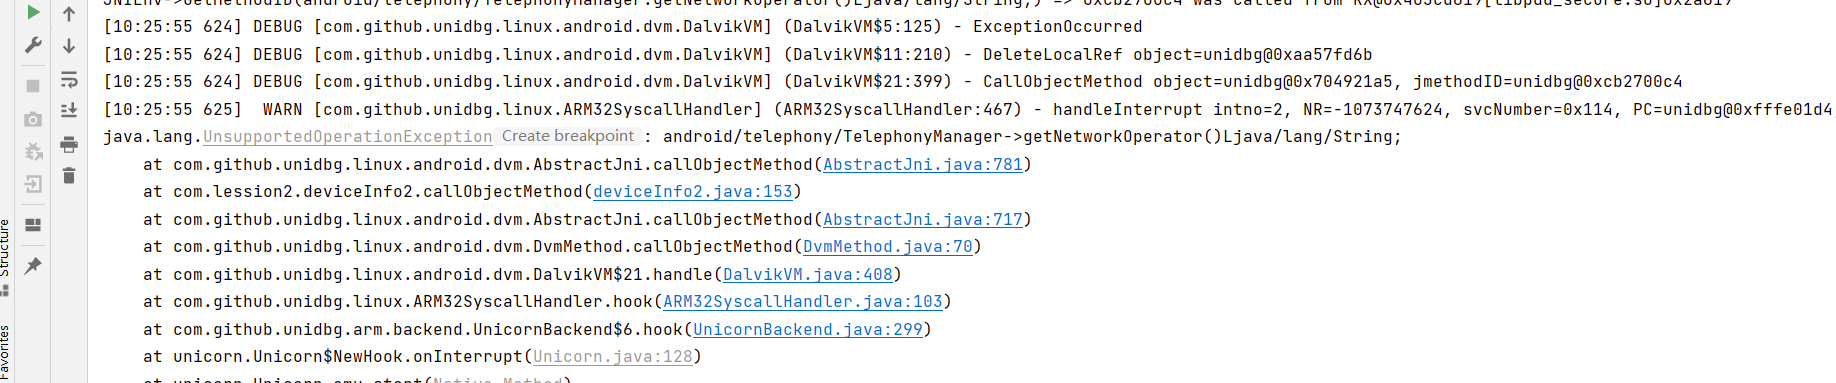 [10:25:55 624] DEBUG [com.github.unidbg.linux.android.dvm.DalvikVM] (DalvikVM$5:125) - ExceptionOccurred
[10:25:55 624] DEBUG [com.github.unidbg.linux.android.dvm.DalvikVM] (DalvikVM$11:210) - DeleteLocalRef object=unidbg@0xaa57fd6b
[10:25:55 624] DEBUG [com.github.unidbg.linux.android.dvm.DalvikVM] (DalvikVM$21:399) - CallObjectMethod object=unidbg@0x704921a5, jmethodID=unidbg@0xcb2700c4
[10:25:55 625]  WARN [com.github.unidbg.linux.ARM32SyscallHandler] (ARM32SyscallHandler:467) - handleInterrupt intno=2, NR=-1073747624, svcNumber=0x114, PC=unidbg@0xfffe01d4
java.lang.UnsupportedOperationException Create breakpoint : android/telephony/TelephonyManager->getNetworkOperator()Ljava/lang/String;
at com.github.unidbg.linux.android.dvm.AbstractJni.callObjectMethod(AbstractJni.java:781)
at com.lession2.deviceInfo2.callObjectMethod(deviceInfo2.java:153)
at com.github.unidbg.linux.android.dvm.AbstractJni.callObjectMethod(AbstractJni.java:717)
at com.github.unidbg.linux.android.dvm.DvmMethod.callObjectMethod(DvmMethod.java:70)
at com.github.unidbg.linux.android.dvm.DalvikVM$21.handle(DalvikVM.java:408)
at com.github.unidbg.linux.ARM32SyscallHandler.hook(ARM32SyscallHandler.java:103)
at com.github.unidbg.arm.backend.UnicornBackend$6.hook(UnicornBackend.java:299)
at unicorn.Unicorn$NewHook.onInterrupt(Unicorn.java:128)
at unicorn.Unicorn.emu_start(Native Method)
Structure
Favorites